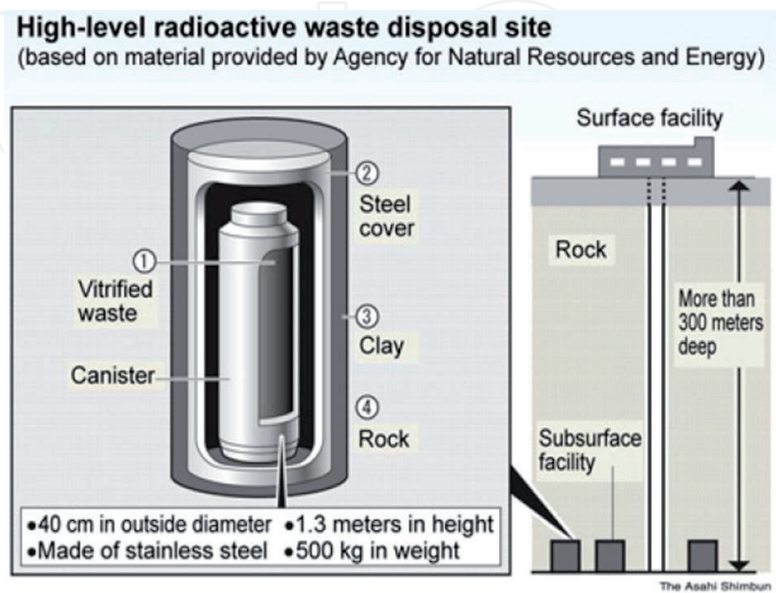 High-level radioactive waste disposal site
(based on material provided by Agency for Natural Resources and Energy)
①
Vitrified
waste
Canister
②
Steel
cover
③
Clay
④
Rock
•40 cm in outside diameter •1.3 meters in height
•Made of stainless steel •500 kg in weight
Surface facility
Rock
More than
300 meters
deep
Subsurface
facility
The Asahi Shimbun